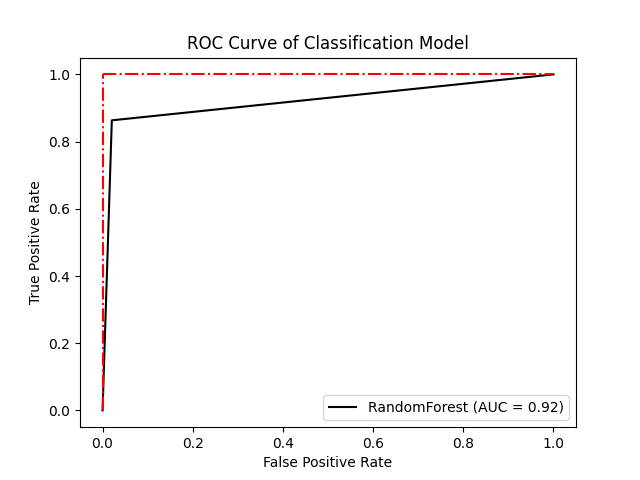 ROC Curve of Classification Model
True Positive Rate
1.0
0.8
0.6
0.4
0.2
0.0
RandomForest (AUC = 0.92)
0.0 0.2 0.4 0.6 0.8 1.0
False Positive Rate